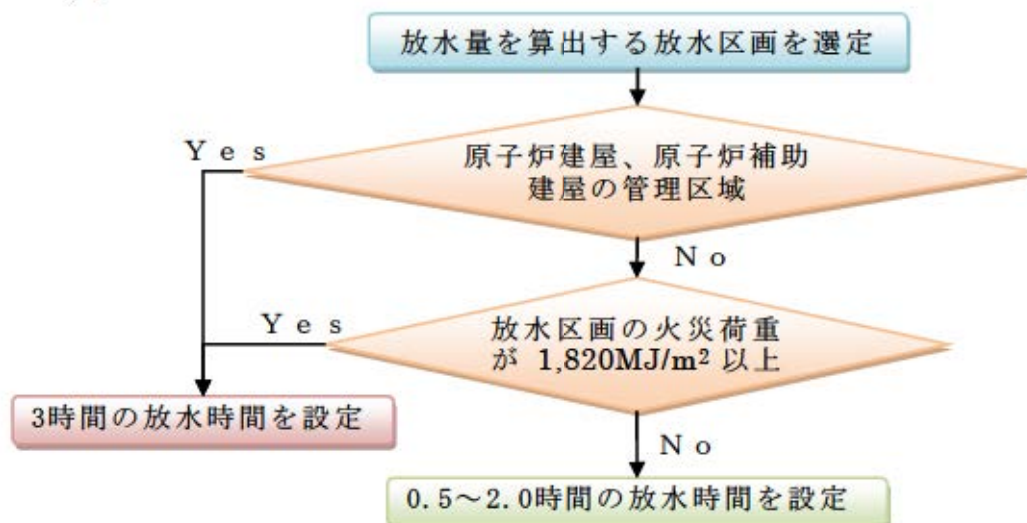 放水量を算出する放水区画を選定
Yes
原子炉建屋、原子炉補助
建屋の管理区域
No
Yes
放水区画の火災荷重
が 1,820MJ/m² 以上
3時間の放水時間を設定
No
0.5～2.0時間の放水時間を設定